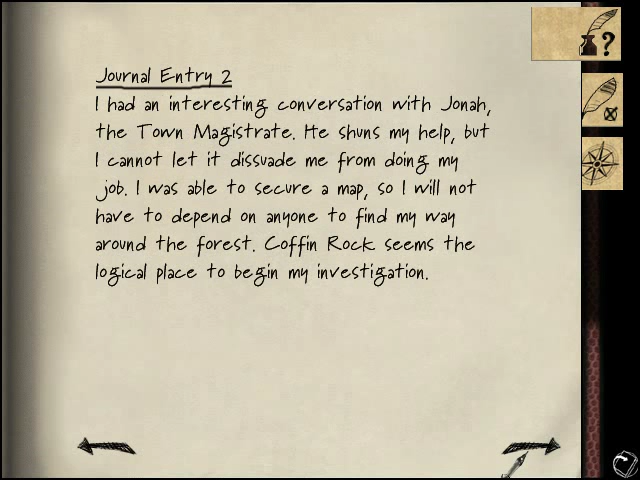 Journal Entry 2
I had an interesting conversation with Jonah,
the Town Magistrate. He shuns my help, but
I cannot let it dissuade me from doing my
job. I was able to secure a map, so I will not
have to depend on anyone to find my way
around the forest. Coffin Rock seems the
logical place to begin my investigation.
?